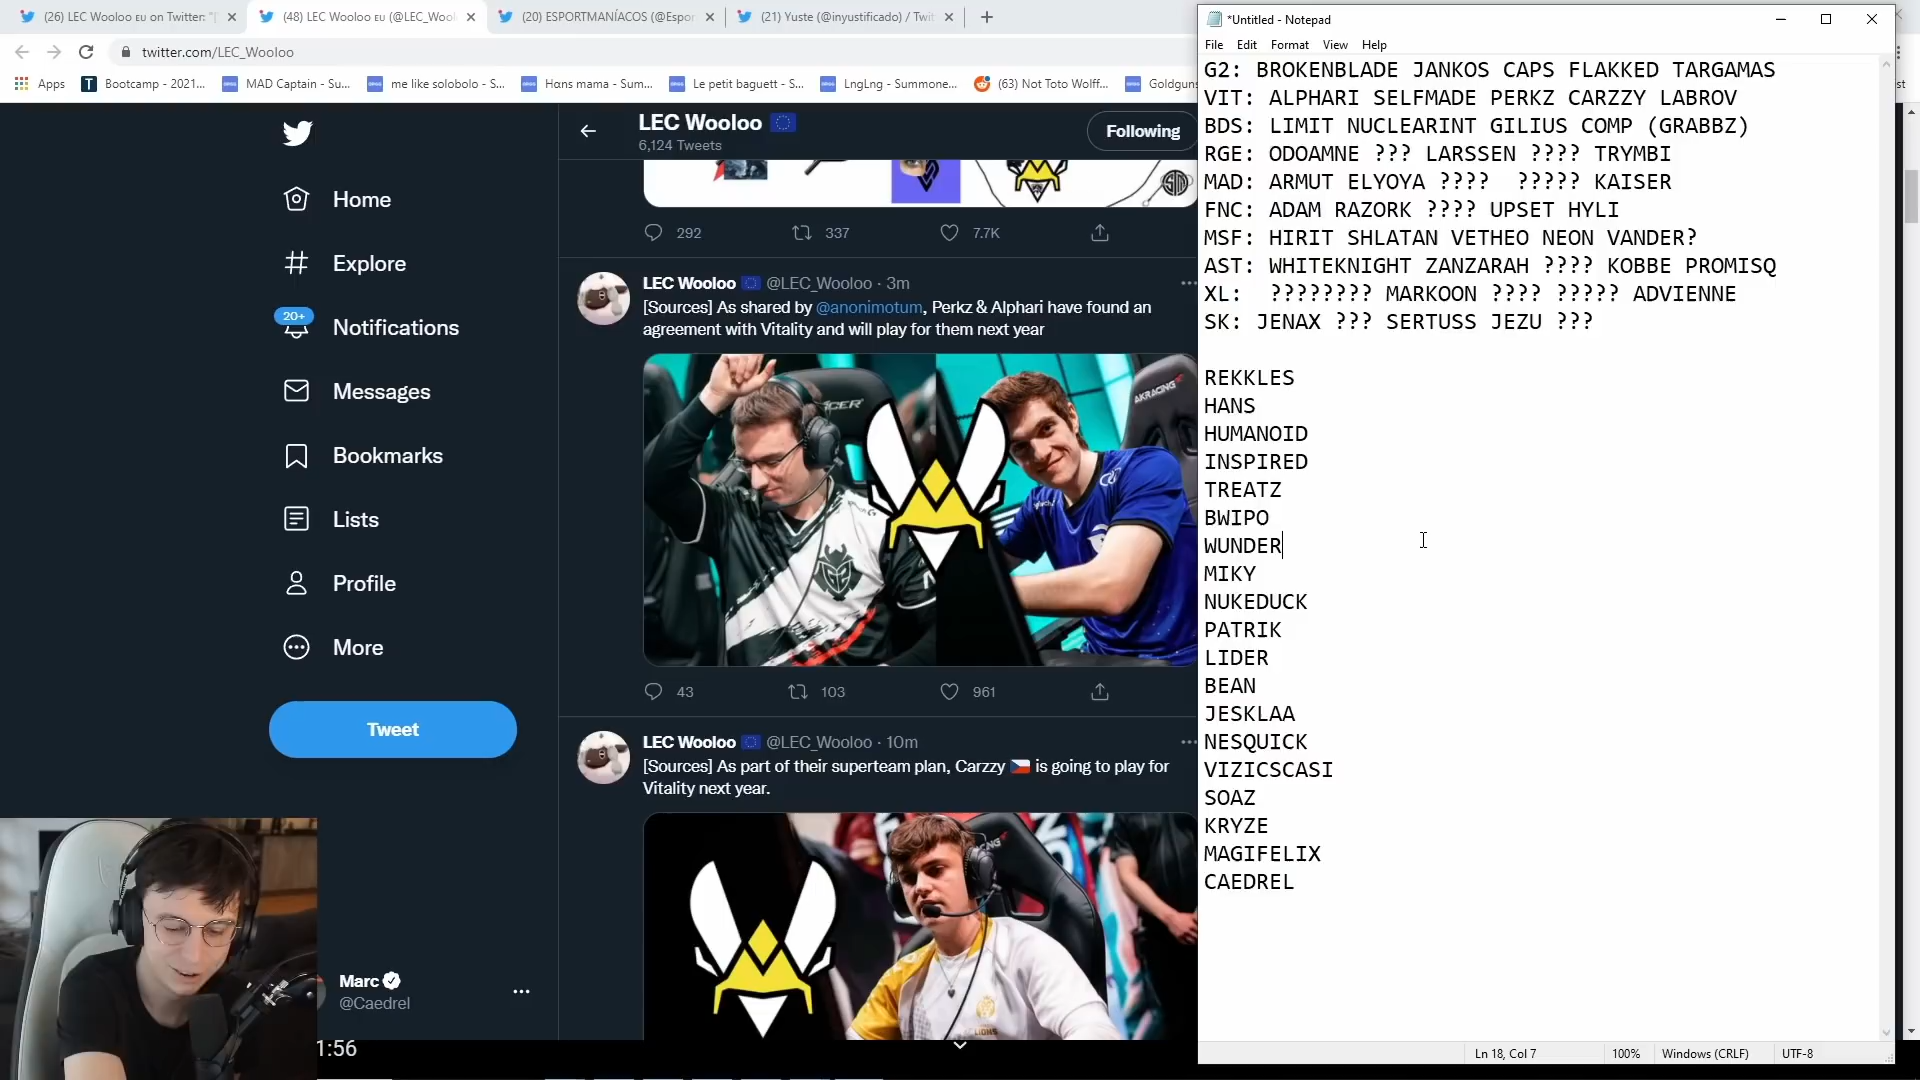 (26) LEC Wooloo EU on Twitter: "[
(48) LEC Wooloo EU (@LEC_Wool
(20) ESPORTMANÍACOS (@Espor
(21) Yuste (@inyustificado) / Twit
twitter.com/LEC_Wooloo
Apps
Bootcamp - 2021...
MAD Captain - Su...
me like solobolo - S...
Hans mama - Sum...
Le petit baguett - S...
LngLng - Summone...
(63) Not Toto Wolff...
Goldgun
Home
Explore
20+
Notifications
Messages
Bookmarks
Lists
Profile
More
Tweet
Marc
@Caedrel
1:56
LEC Wooloo
6,124 Tweets
Following
292
337
7.7K
LEC Wooloo @LEC_Wooloo · 3m
[Sources] As shared by @anonimotum, Perkz & Alphari have found an
agreement with Vitality and will play for them next year
43
103
961
LEC Wooloo @LEC_Wooloo · 10m
[Sources] As part of their superteam plan, Carzzy is going to play for
Vitality next year.
*Untitled - Notepad
File Edit Format View Help
G2: BROKENBLADE JANKOS CAPS FLAKKED TARGAMAS
VIT: ALPHARI SELFMADE PERKZ CARZZY LABROV
BDS: LIMIT NUCLEARINT GILIUS COMP (GRABBZ)
RGE: ODOAMNE ??? LARSSEN ???? TRYMBI
MAD: ARMUT ELYOYA ????  ????? KAISER
FNC: ADAM RAZORK ???? UPSET HYLI
MSF: HIRIT SHLATAN VETHEO NEON VANDER?
AST: WHITEKNIGHT ZANZARAH ???? KOBBE PROMISQ
XL:  ???????? MARKOON ???? ????? ADVIENNE
SK: JENAX ??? SERTUSS JEZU ???
REKKLES
HANS
HUMANOID
INSPIRED
TREATZ
BWIPO
WUNDER
MIKY
NUKEDUCK
PATRIK
LIDER
BEAN
JESKLAA
NESQUICK
VIZICSCASI
SOAZ
KRYZE
MAGIFELIX
CAEDREL
Ln 18, Col 7
100%
Windows (CRLF)
UTF-8